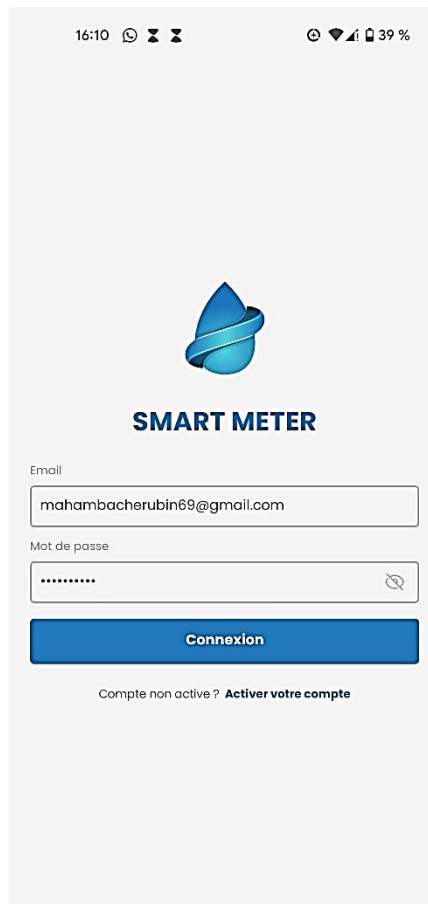 16:10 39 %
SMART METER
Email
mahambacherubin69@gmail.com
Mot de passe
••••••••••
Connexion
Compte non active ? Activer votre compte